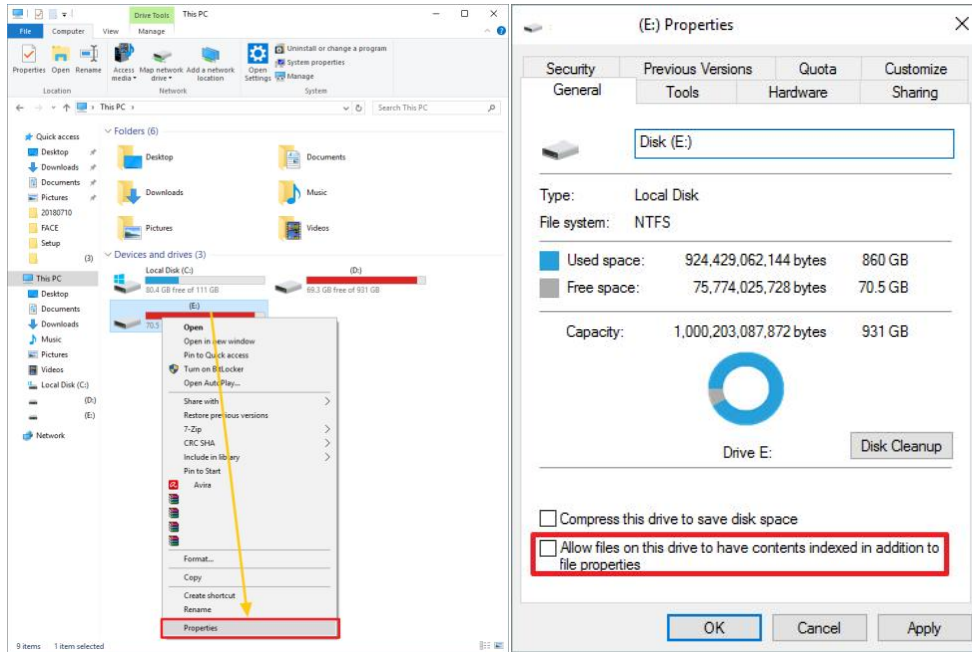 Drive Tools
This PC
File
Computer
View
Manage
Properties
Open
Rename
Access media
Map network drive
Add a network location
Open Settings
Uninstall or change a program
System properties
Manage
Location
Network
System
This PC
Search This PC
Quick access
Desktop
Downloads
Documents
Pictures
20180710
FACE
Setup
(3)
This PC
Desktop
Documents
Downloads
Music
Pictures
Videos
Local Disk (C:)
(D:)
(E:)
Network
Folders (6)
Desktop
Documents
Downloads
Music
Pictures
Videos
Devices and drives (3)
Local Disk (C:)
80.4 GB free of 111 GB
(D:)
69.3 GB free of 931 GB
(E:)
70.5
Open
Open in new window
Pin to Quick access
Turn on BitLocker
Open AutoPlay...
Share with
Restore previous versions
7-Zip
CRC SHA
Include in library
Pin to Start
Avira
Format...
Copy
Create shortcut
Rename
Properties
9 items
1 item selected
(E:) Properties
Security
Previous Versions
Quota
Customize
General
Tools
Hardware
Sharing
Disk (E:)
Type: Local Disk
File system: NTFS
Used space: 924,429,062,144 bytes 860 GB
Free space: 75,774,025,728 bytes 70.5 GB
Capacity: 1,000,203,087,872 bytes 931 GB
Drive E:
Disk Cleanup
Compress this drive to save disk space
Allow files on this drive to have contents indexed in addition to
file properties
OK
Cancel
Apply